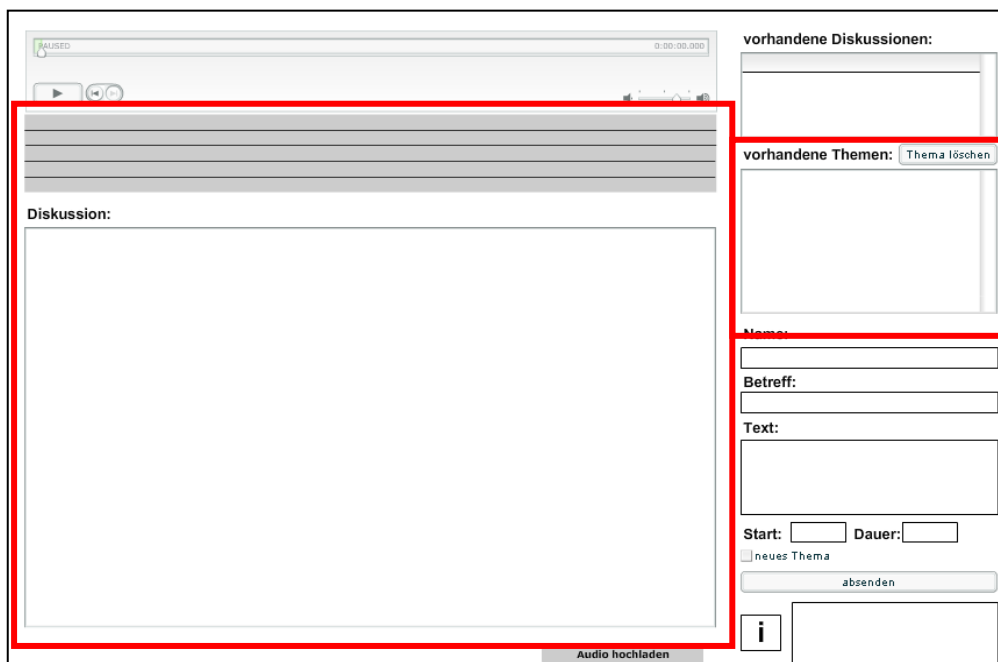 PAUSED 0:00:00.000
Diskussion:
Audio hochladen
vorhandene Diskussionen:
vorhandene Themen: Thema löschen
Name:
Betreff:
Text:
Start: Dauer:
neues Thema
absenden
i